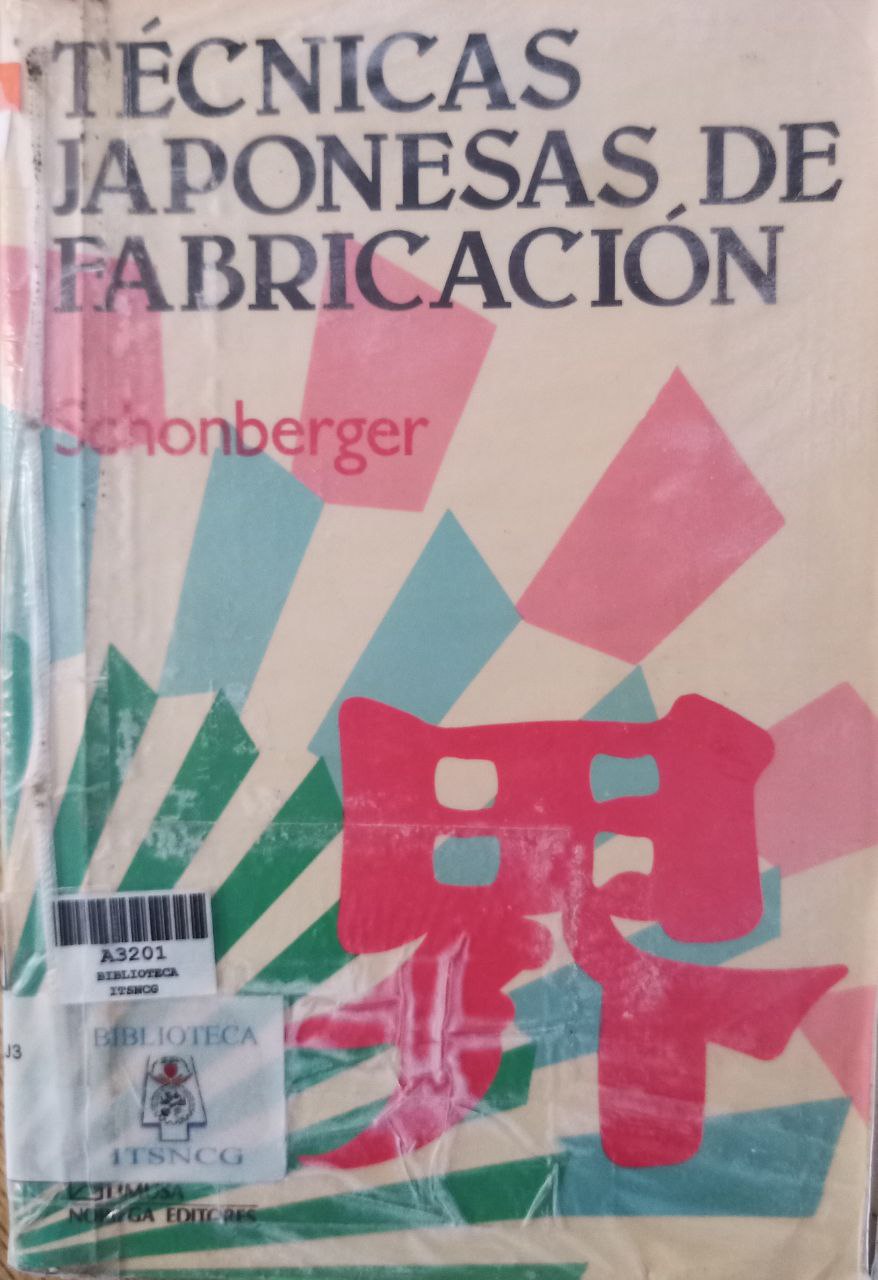 TÉCNICAS
JAPONESAS DE
FABRICACIÓN
Schonberger
界
A3201
BIBLIOTECA
ITSNCG
J3
BIBLIOTECA
ITSNCG
LIMUSA
NORIEGA EDITORES